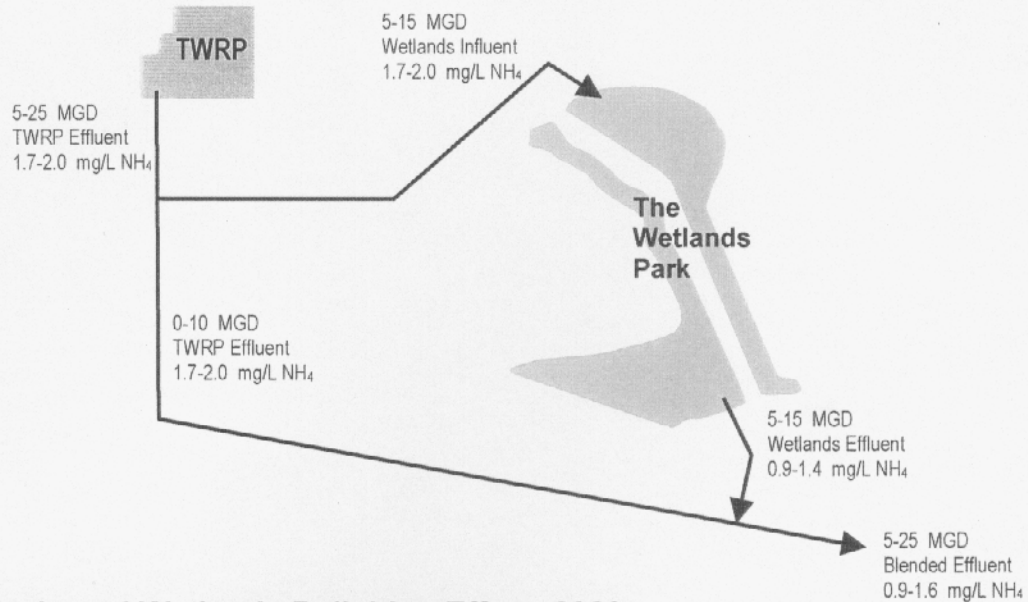 TWRP
5-15 MGD
Wetlands Influent
1.7-2.0 mg/L NH₄
5-25 MGD
TWRP Effluent
1.7-2.0 mg/L NH₄
The
Wetlands
Park
0-10 MGD
TWRP Effluent
1.7-2.0 mg/L NH₄
5-15 MGD
Wetlands Effluent
0.9-1.4 mg/L NH₄
5-25 MGD
Blended Effluent
0.9-1.6 mg/L NH₄